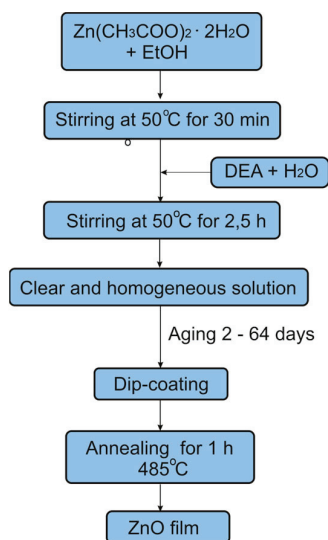 Zn(CH₃COO)₂ · 2H₂O
+ EtOH
Stirring at 50°C for 30 min
o
DEA + H₂O
Stirring at 50°C for 2,5 h
Clear and homogeneous solution
Aging 2 - 64 days
Dip-coating
Annealing for 1 h
485°C
ZnO film